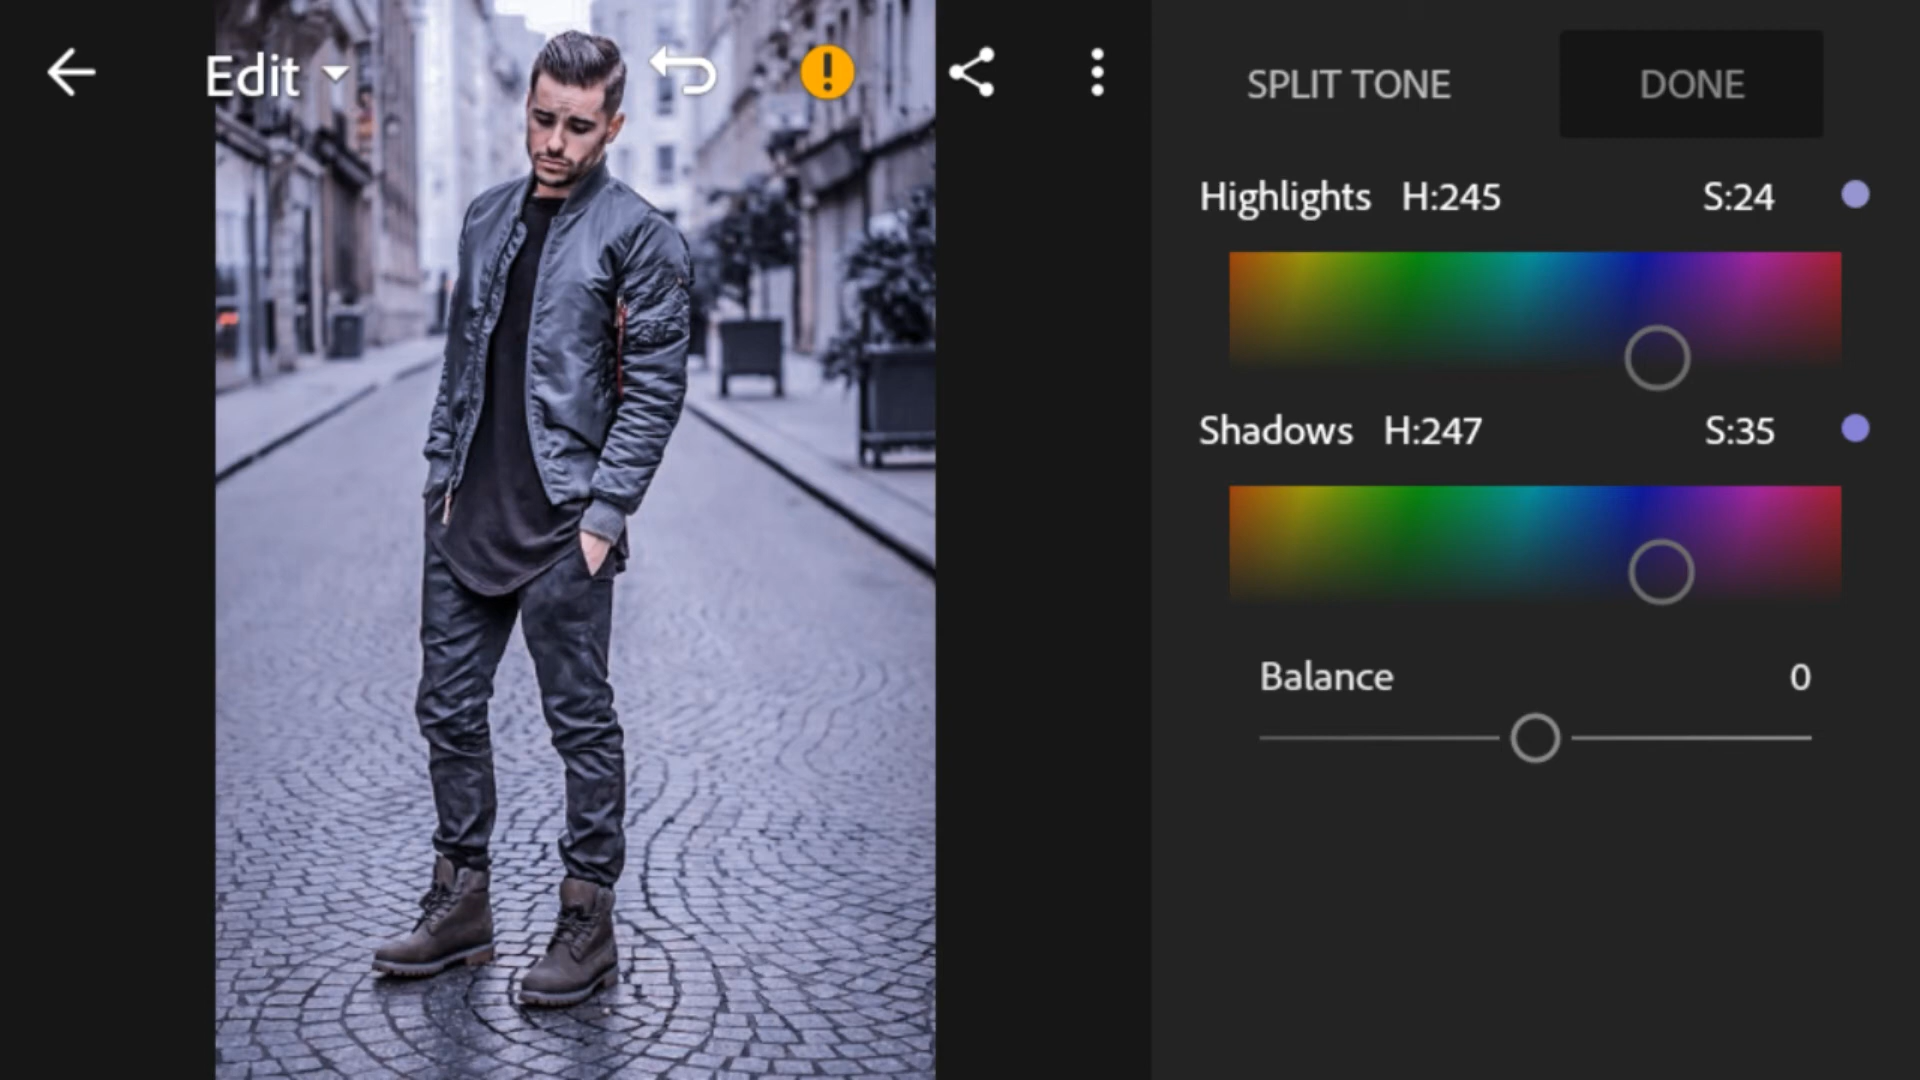 Edit
SPLIT TONE
DONE
Highlights H:245 S:24
Shadows H:247 S:35
Balance 0